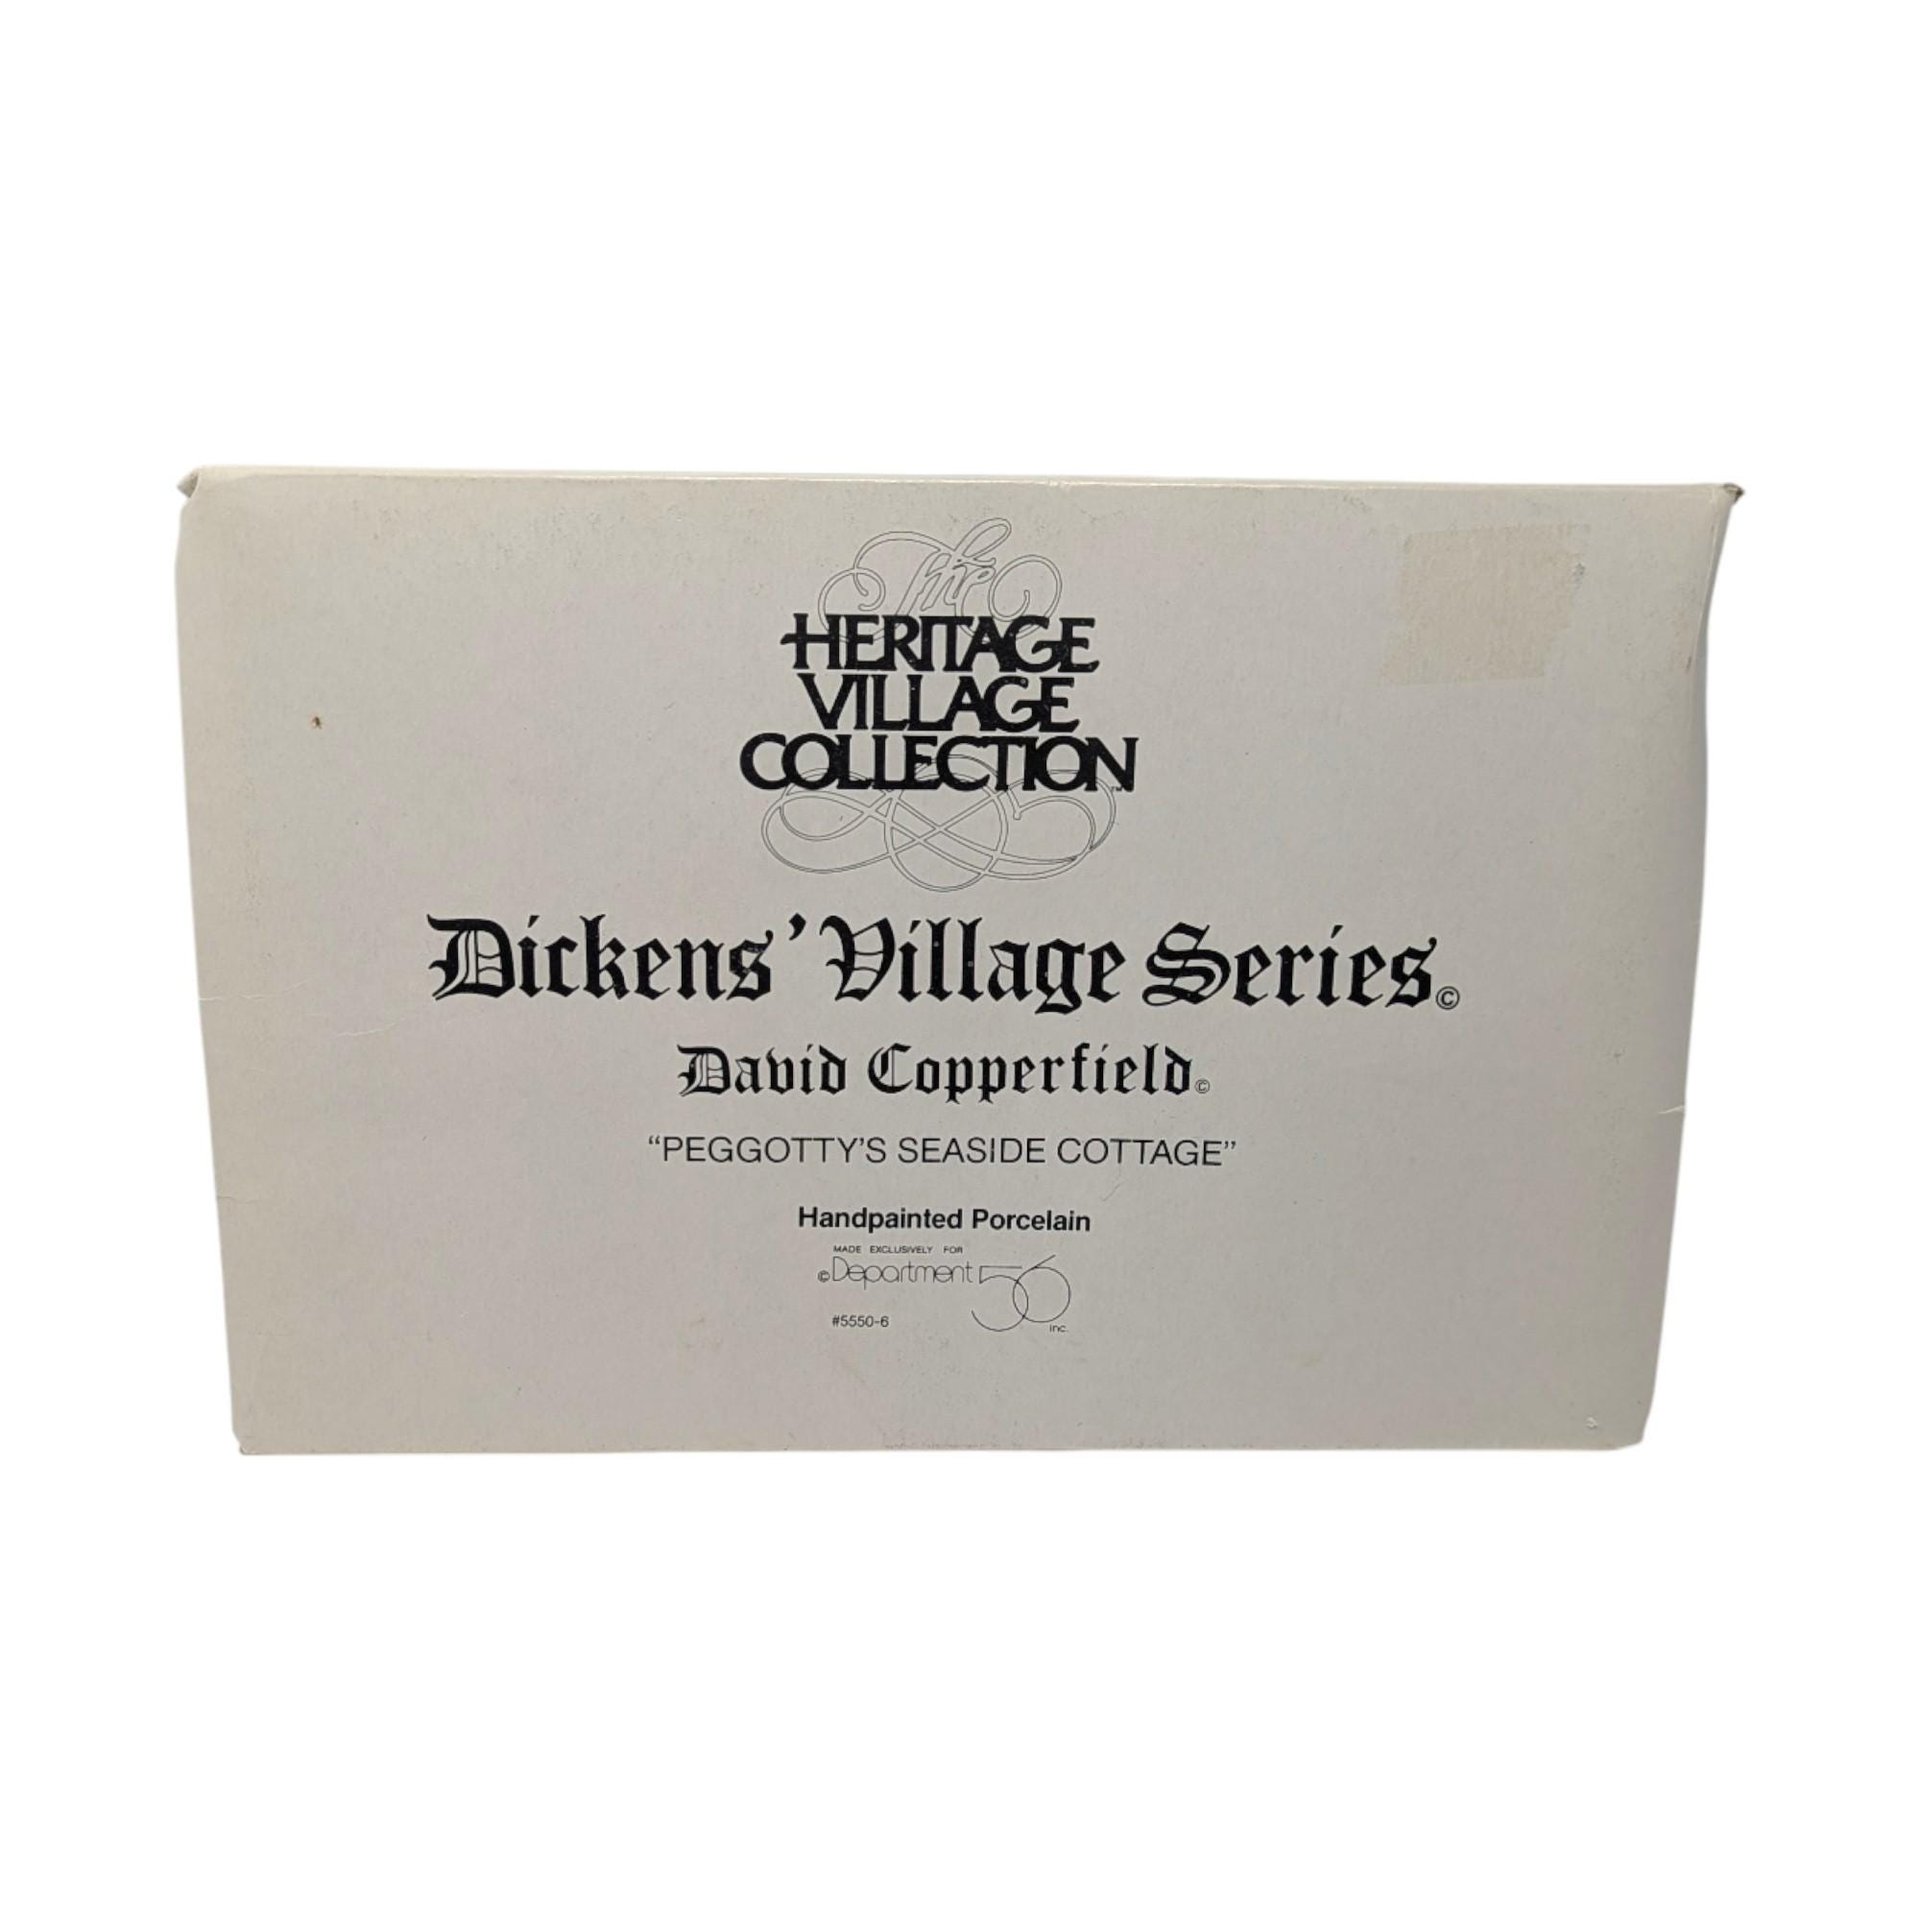 The
HERITAGE
VILLAGE
COLLECTION™
Dickens' Village Series©
David Copperfield©
“PEGGOTTY’S SEASIDE COTTAGE”
Handpainted Porcelain
MADE EXCLUSIVELY FOR
©Department 56 Inc.
#5550-6